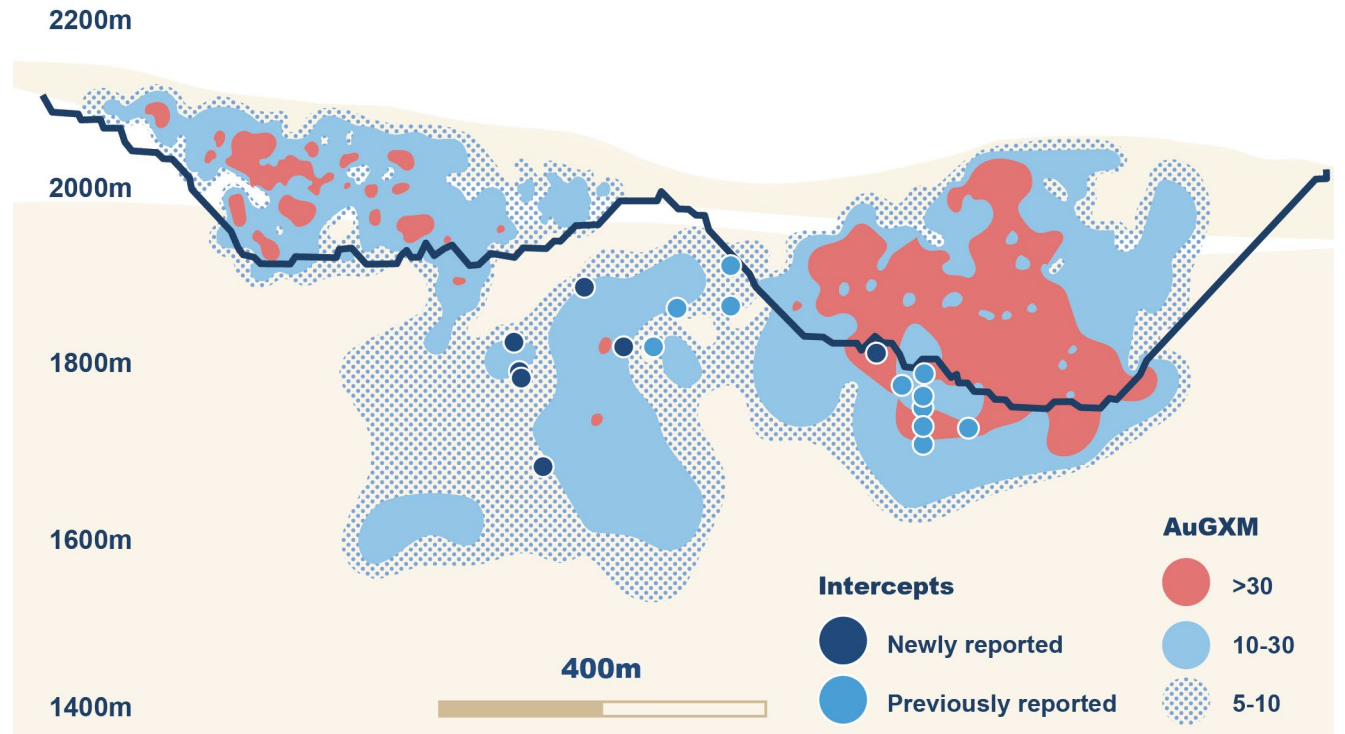 2200m
2000m
1800m
1600m
1400m
400m
Intercepts
Newly reported
Previously reported
AuGXM
>30
10-30
5-10